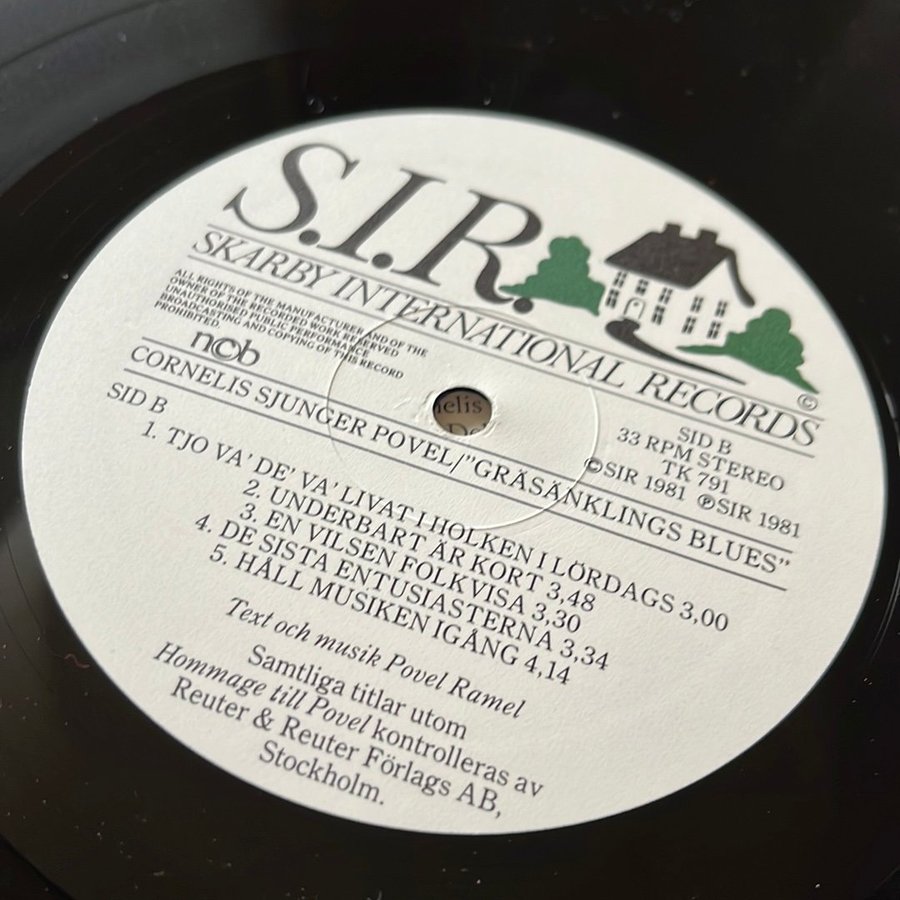 S.I.R.
SKARBY INTERNATIONAL RECORDS
©
ALL RIGHTS OF THE MANUFACTURER AND OF THE
OWNER OF THE RECORDED WORK RESERVED
UNAUTHORISED PUBLIC PERFORMANCE
BROADCASTING AND COPYING OF THIS RECORD
PROHIBITED.
n©b
SID B
33 RPM STEREO
TK 791
©SIR 1981 ℗SIR 1981
CORNELIS SJUNGER POVEL/"GRÄSÄNKLINGS BLUES"
SID B
1. TJO VA' DE' VA' LIVAT I HOLKEN I LÖRDAGS 3,00
2. UNDERBART ÄR KORT 3,48
3. EN VILSEN FOLKVISA 3,30
4. DE SISTA ENTUSIASTERNA 3,34
5. HÅLL MUSIKEN IGÅNG 4,14
Text och musik Povel Ramel
Samtliga titlar utom
Hommage till Povel kontrolleras av
Reuter & Reuter Förlags AB,
Stockholm.